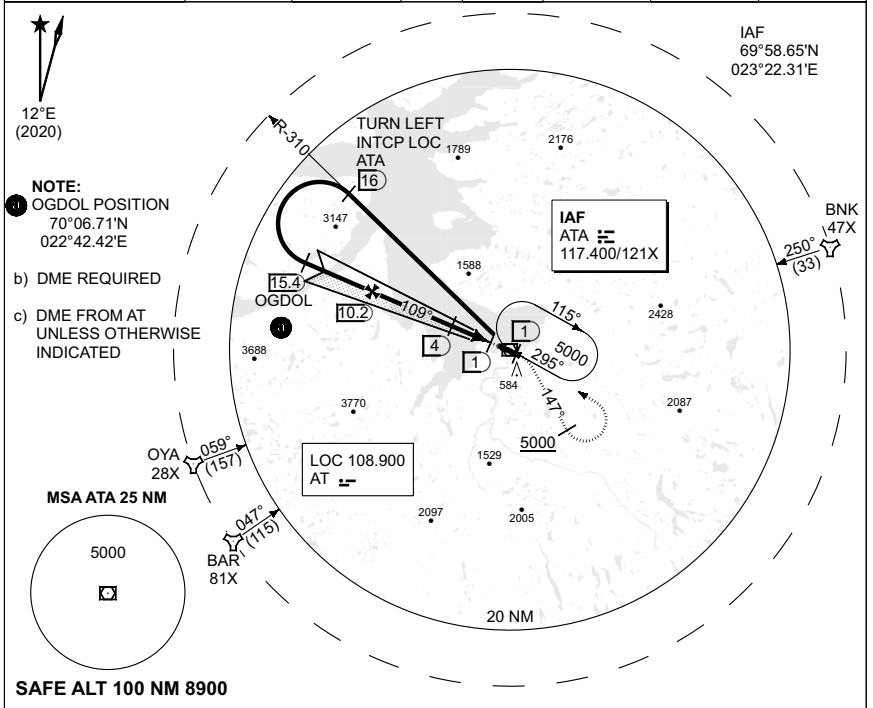 IAF
69°58.65'N
023°22.31'E
12°E
(2020)
R-310
TURN LEFT
INTCP LOC
ATA
16
1789
2176
NOTE:
OGDOL POSITION
70°06.71'N
022°42.42'E
b) DME REQUIRED
c) DME FROM AT
UNLESS OTHERWISE
INDICATED
3147
IAF
ATA
117.400/121X
BNK
47X
250°
(33)
1588
15.4
OGDOL
10.2
109°
4
1
1
115°
5000
295°
2428
3688
584
147°
5000
3770
2087
OYA
28X
059°
(157)
LOC 108.900
AT
1529
MSA ATA 25 NM
5000
BAR
81X
047°
(115)
2097
2005
20 NM
SAFE ALT 100 NM 8900